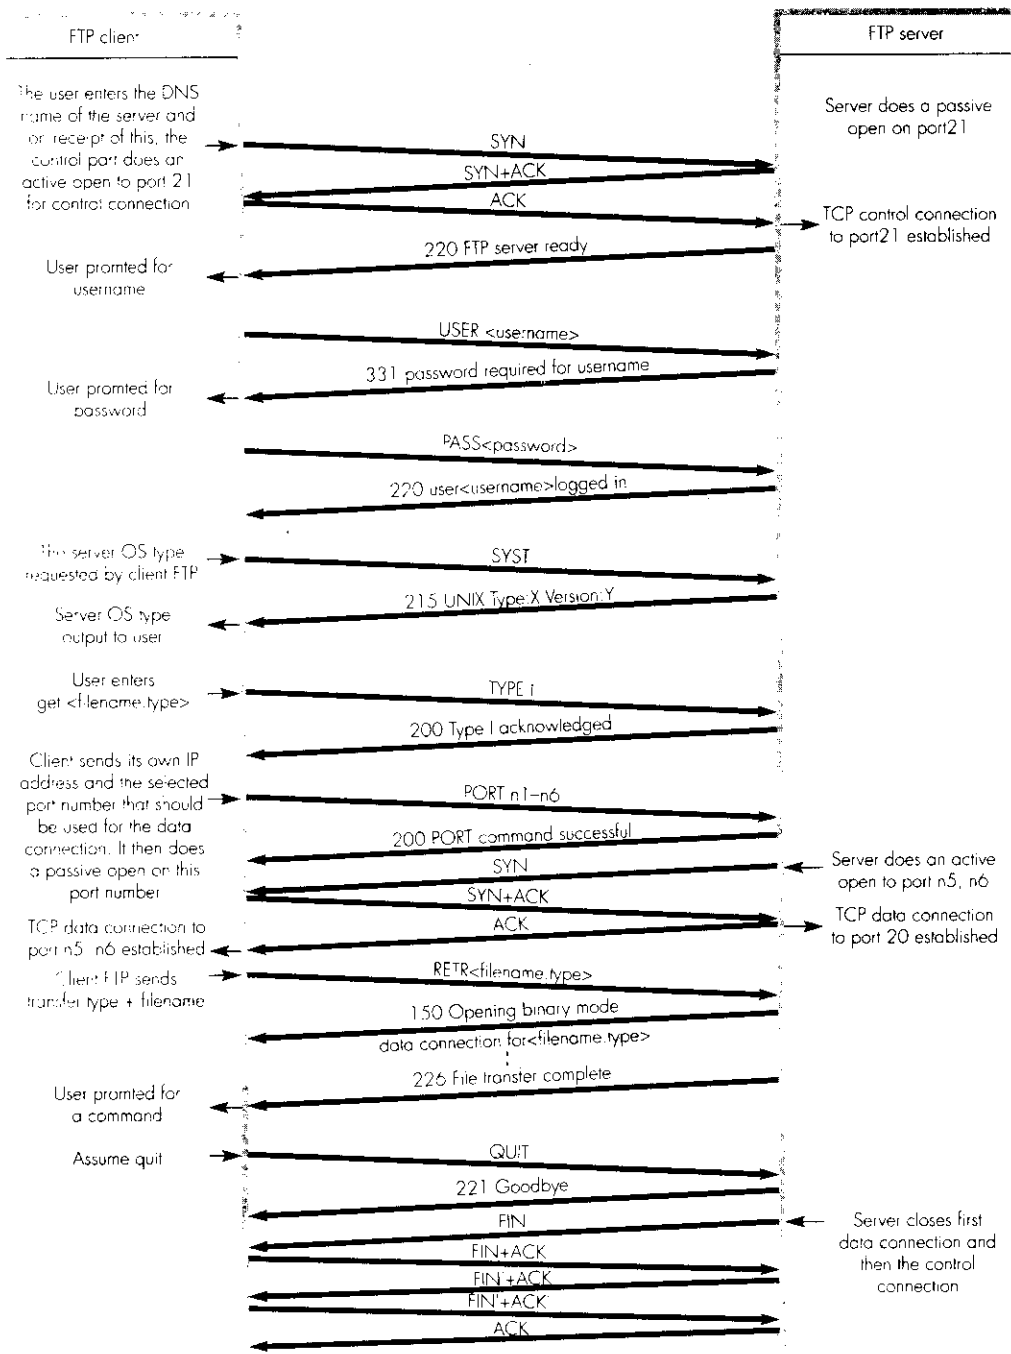 FTP client
FTP server
The user enters the DNS
name of the server and
on receipt of this, the
control part does an
active open to port 21
for control connection
Server does a passive
open on port21
SYN
SYN+ACK
ACK
TCP control connection
to port21 established
220 FTP server ready
User promted for
username
USER <username>
331 password required for username
User promted for
password
PASS<password>
220 user<username>logged in
The server OS type
requested by client FTP
SYST
215 UNIX Type:X Version:Y
Server OS type
output to user
User enters
get <filename.type>
TYPE i
200 Type I acknowledged
Client sends its own IP
address and the selected
port number that should
be used for the data
connection. It then does
a passive open on this
port number
PORT n1–n6
200 PORT command successful
SYN
Server does an active
open to port n5, n6
SYN+ACK
ACK
TCP data connection
to port 20 established
TCP data connection to
port n5, n6 established
Client FTP sends
transfer type + filename
RETR<filename.type>
150 Opening binary mode
data connection for<filename.type>
226 File transfer complete
User promted for
a command
Assume quit
QUIT
221 Goodbye
FIN
Server closes first
data connection and
then the control
connection
FIN+ACK
FIN'+ACK
FIN'+ACK
ACK